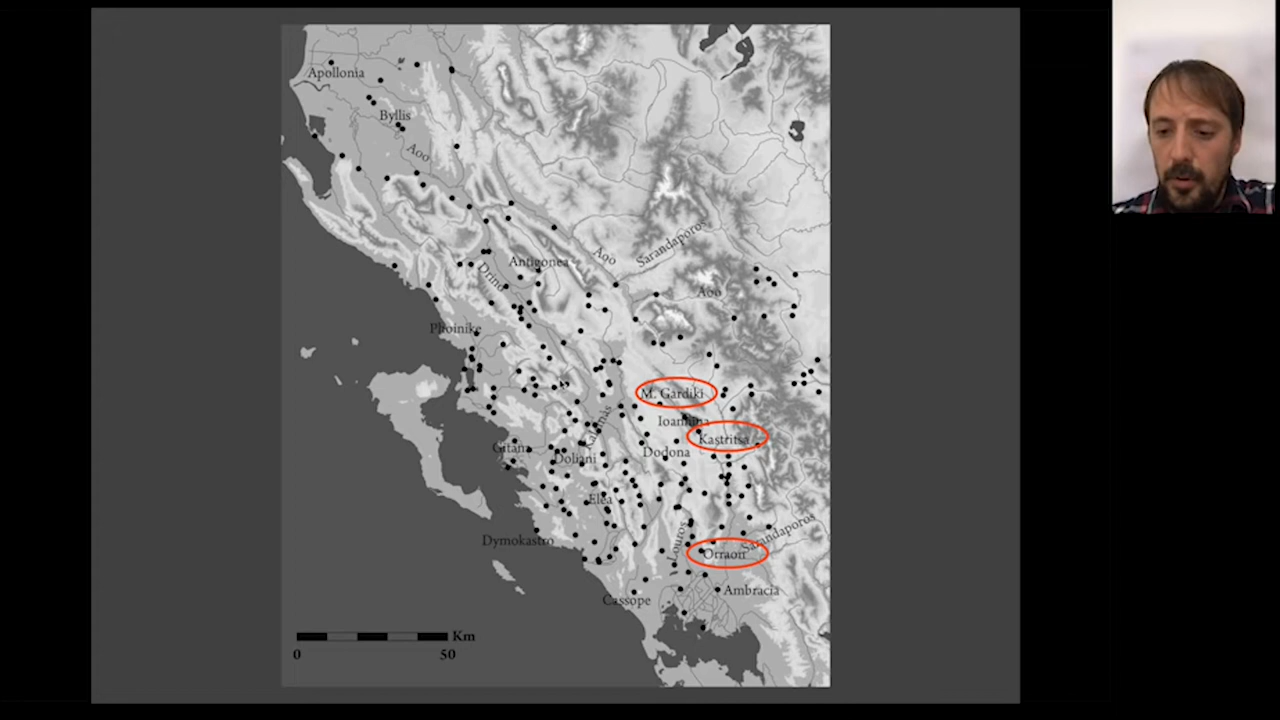 Apollonia
Byllis
Aoo
Sarandaporos
Aoo
Antigonea
Drino
Aoo
Phoinike
M. Gardiki
Ioannina
Kastritsa
Kalamas
Gitana
Doliani
Dodona
Elea
Dymokastro
Louros
Sarandaporos
Orraon
Cassope
Ambracia
Km
0 50